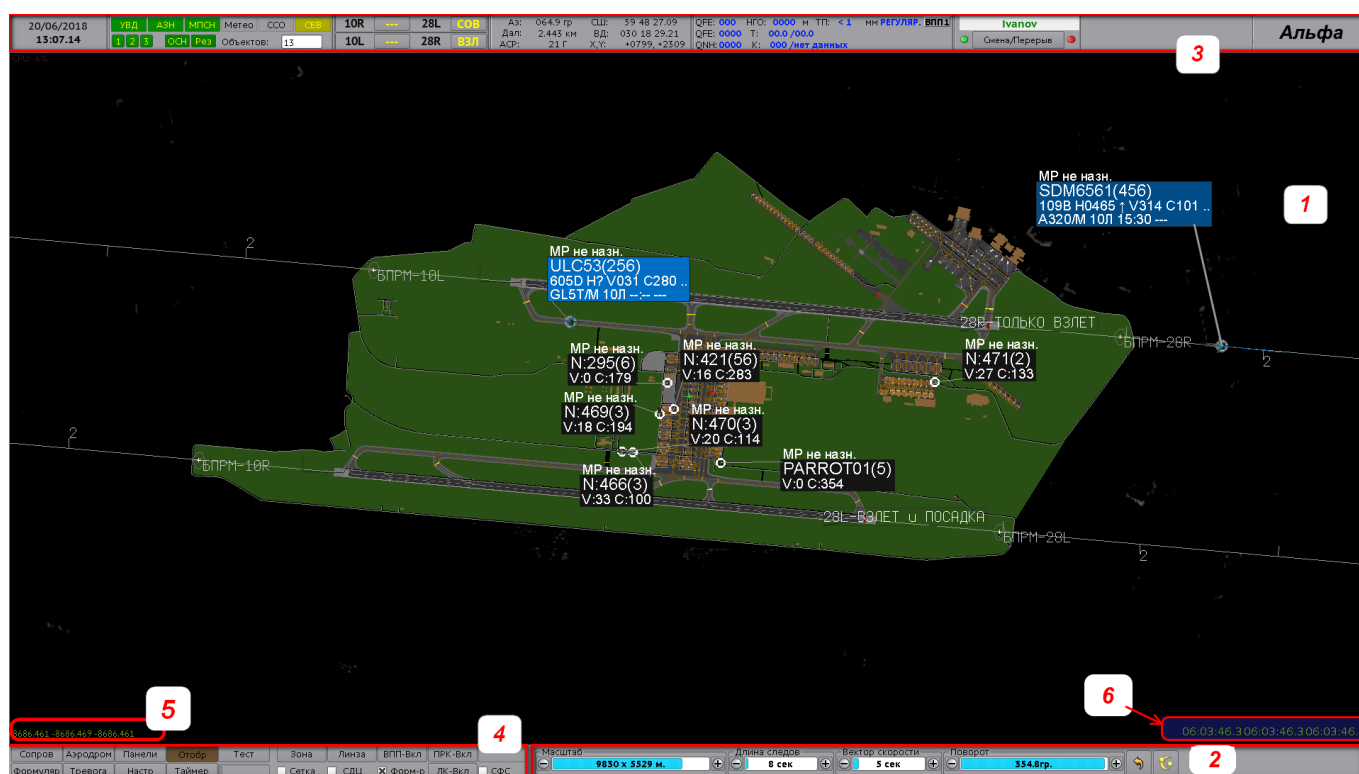 20/06/2018 УВД АЗН МПСН Метео ССО СЕВ 10R --- 28L СОВ Аз: 064.9 гр СШ: 59 48 27.09 QFE: 000 НГО: 0000 м ТП: < 1 мм РЕГУЛЯР. ВПП1 Ivanov Альфа
13:07.14 1 2 3 ОСН Рез Объектов: 13 10L --- 28R ВЗЛ Дал: 2.443 км ВД: 030 18 29.21 QFE: 0000 Т: 00.0 /00.0 Смена/Перерыв
АСР: 21 Г X,Y: +0799, +2309 QNH: 0000 К: 000 /нет данных
3
CPU: 6%
МР не назн.
SDM6561(456)
109B H0465 ↑ V314 C101 ..
A320/M 10Л 15:30 ---
1
2
МР не назн.
ULC53(256)
605D H? V031 C280 ..
GL5T/M 10Л --:-- ---
БПРМ-10L
28R-ТОЛЬКО ВЗЛЕТ
БПРМ-28R
2
МР не назн.
N:295(6)
V:0 C:179
МР не назн.
N:421(56)
V:16 C:283
МР не назн.
N:471(2)
V:27 C:133
N:469(3)
V:18 C:194
МР не назн.
N:470(3)
V:20 C:114
2
БПРМ-10R
МР не назн.
N:466(3)
V:33 C:100
МР не назн.
PARROT01(5)
V:0 C:354
28L-ВЗЛЕТ и ПОСАДКА
БПРМ-28L
2
5
8686.461 -8686.469 -8686.461
6
06:03:46.3 06:03:46.3 06:03:46.
4
2
Сопров Аэродром Панели Отобр Тест Зона Линза ВПП-Вкл ПРК-Вкл
Масштаб Длина следов Вектор скорости Поворот
9830 x 5529 м. 8 сек 5 сек 354.8гр.
Формуляр Тревога Настр Таймер Сетка СДЦ Форм-р ЛК-Вкл СФС